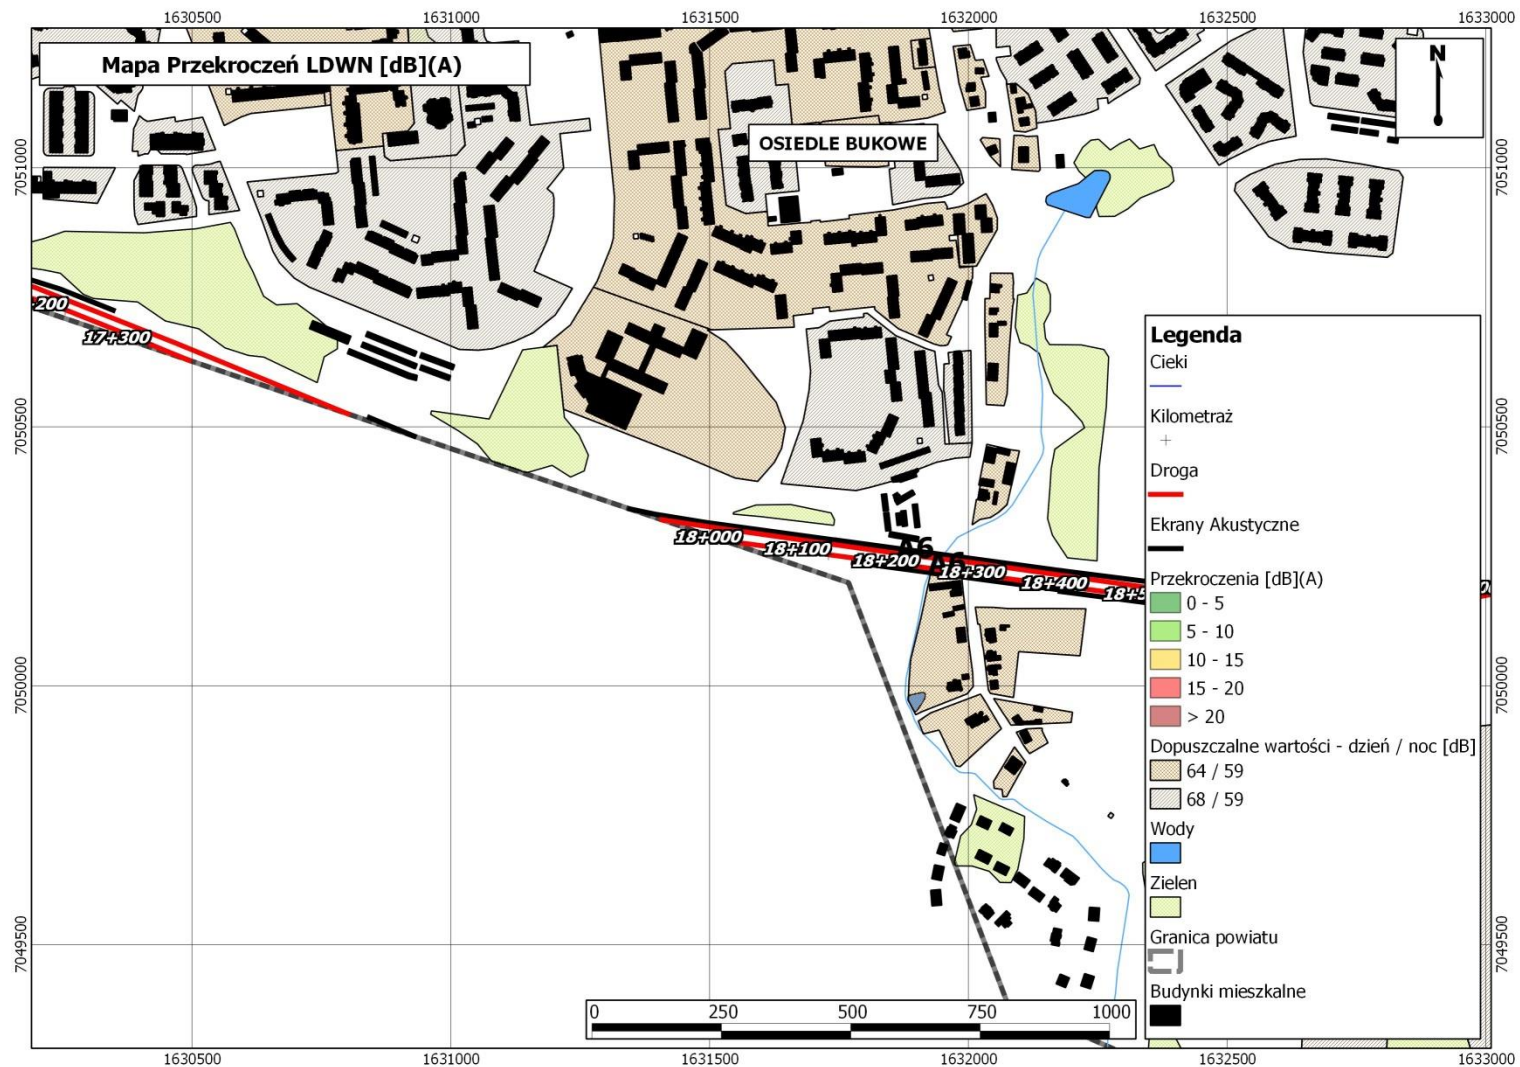 1630500 1631000 1631500 1632000 1632500 1633000
Mapa Przekroczeń LDWN [dB](A)
N
OSIEDLE BUKOWE
7051000 7051000
200
17+300
7050500 7050500
18+000
18+100
18+200
A6
A6
18+300
18+400
18+5
7050000 7050000
7049500 7049500
Legenda
Cieki
Kilometraż
Droga
Ekrany Akustyczne
Przekroczenia [dB](A)
0 - 5
5 - 10
10 - 15
15 - 20
> 20
Dopuszczalne wartości - dzień / noc [dB]
64 / 59
68 / 59
Wody
Zielen
Granica powiatu
Budynki mieszkalne
0 250 500 750 1000
1630500 1631000 1631500 1632000 1632500 1633000